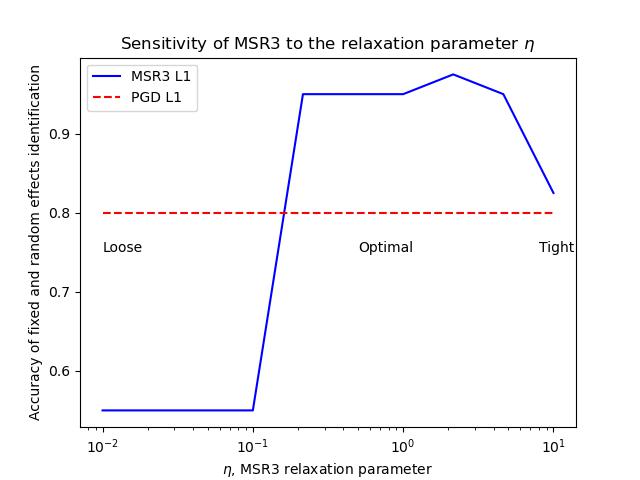 Sensitivity of MSR3 to the relaxation parameter η
MSR3 L1
PGD L1
Accuracy of fixed and random effects identification
0.9
0.8
0.7
0.6
Loose
Optimal
Tight
10⁻²
10⁻¹
10⁰
10¹
η, MSR3 relaxation parameter